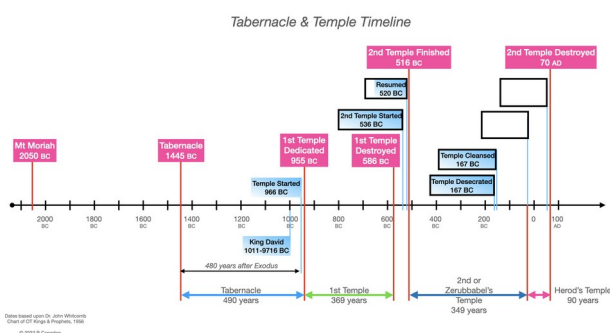 Tabernacle & Temple Timeline
2nd Temple Finished
516 BC
2nd Temple Destroyed
70 AD
Resumed
520 BC
2nd Temple Started
536 BC
Mt Moriah
2050 BC
Tabernacle
1445 BC
1st Temple
Dedicated
955 BC
1st Temple
Destroyed
586 BC
Temple Cleansed
167 BC
Temple Started
966 BC
Temple Desecrated
167 BC
2000
BC
1800
BC
1600
BC
1400
BC
1200
BC
1000
BC
800
BC
600
BC
400
BC
200
BC
0
100
AD
King David
1011-9716 BC
480 years after Exodus
Tabernacle
490 years
1st Temple
369 years
2nd or
Zerubbabel's
Temple
349 years
Herod's Temple
90 years
Dates based upon Dr. John Whitcomb
Chart of OT Kings & Prophets, 1956